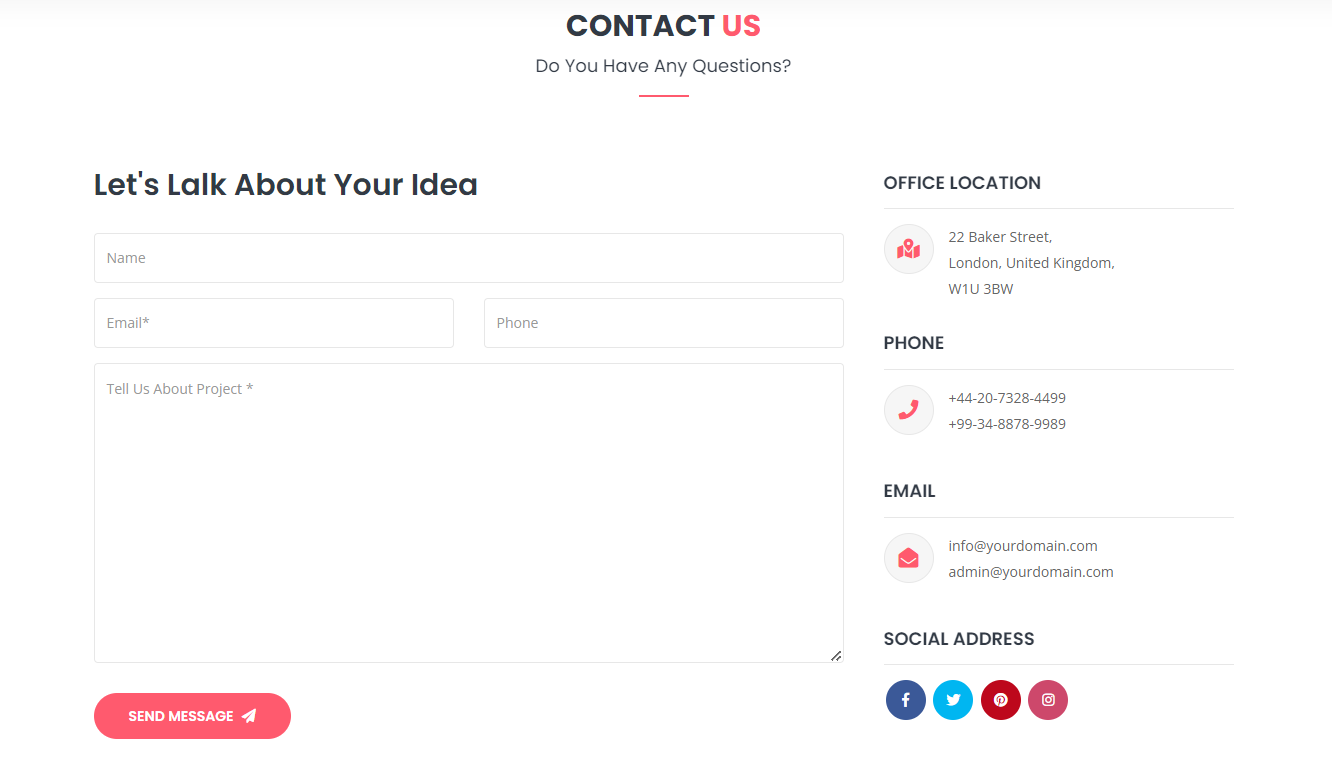 CONTACT US
Do You Have Any Questions?
Let's Lalk About Your Idea
Name
Email*
Phone
Tell Us About Project *
SEND MESSAGE
OFFICE LOCATION
22 Baker Street,
London, United Kingdom,
W1U 3BW
PHONE
+44-20-7328-4499
+99-34-8878-9989
EMAIL
info@yourdomain.com
admin@yourdomain.com
SOCIAL ADDRESS